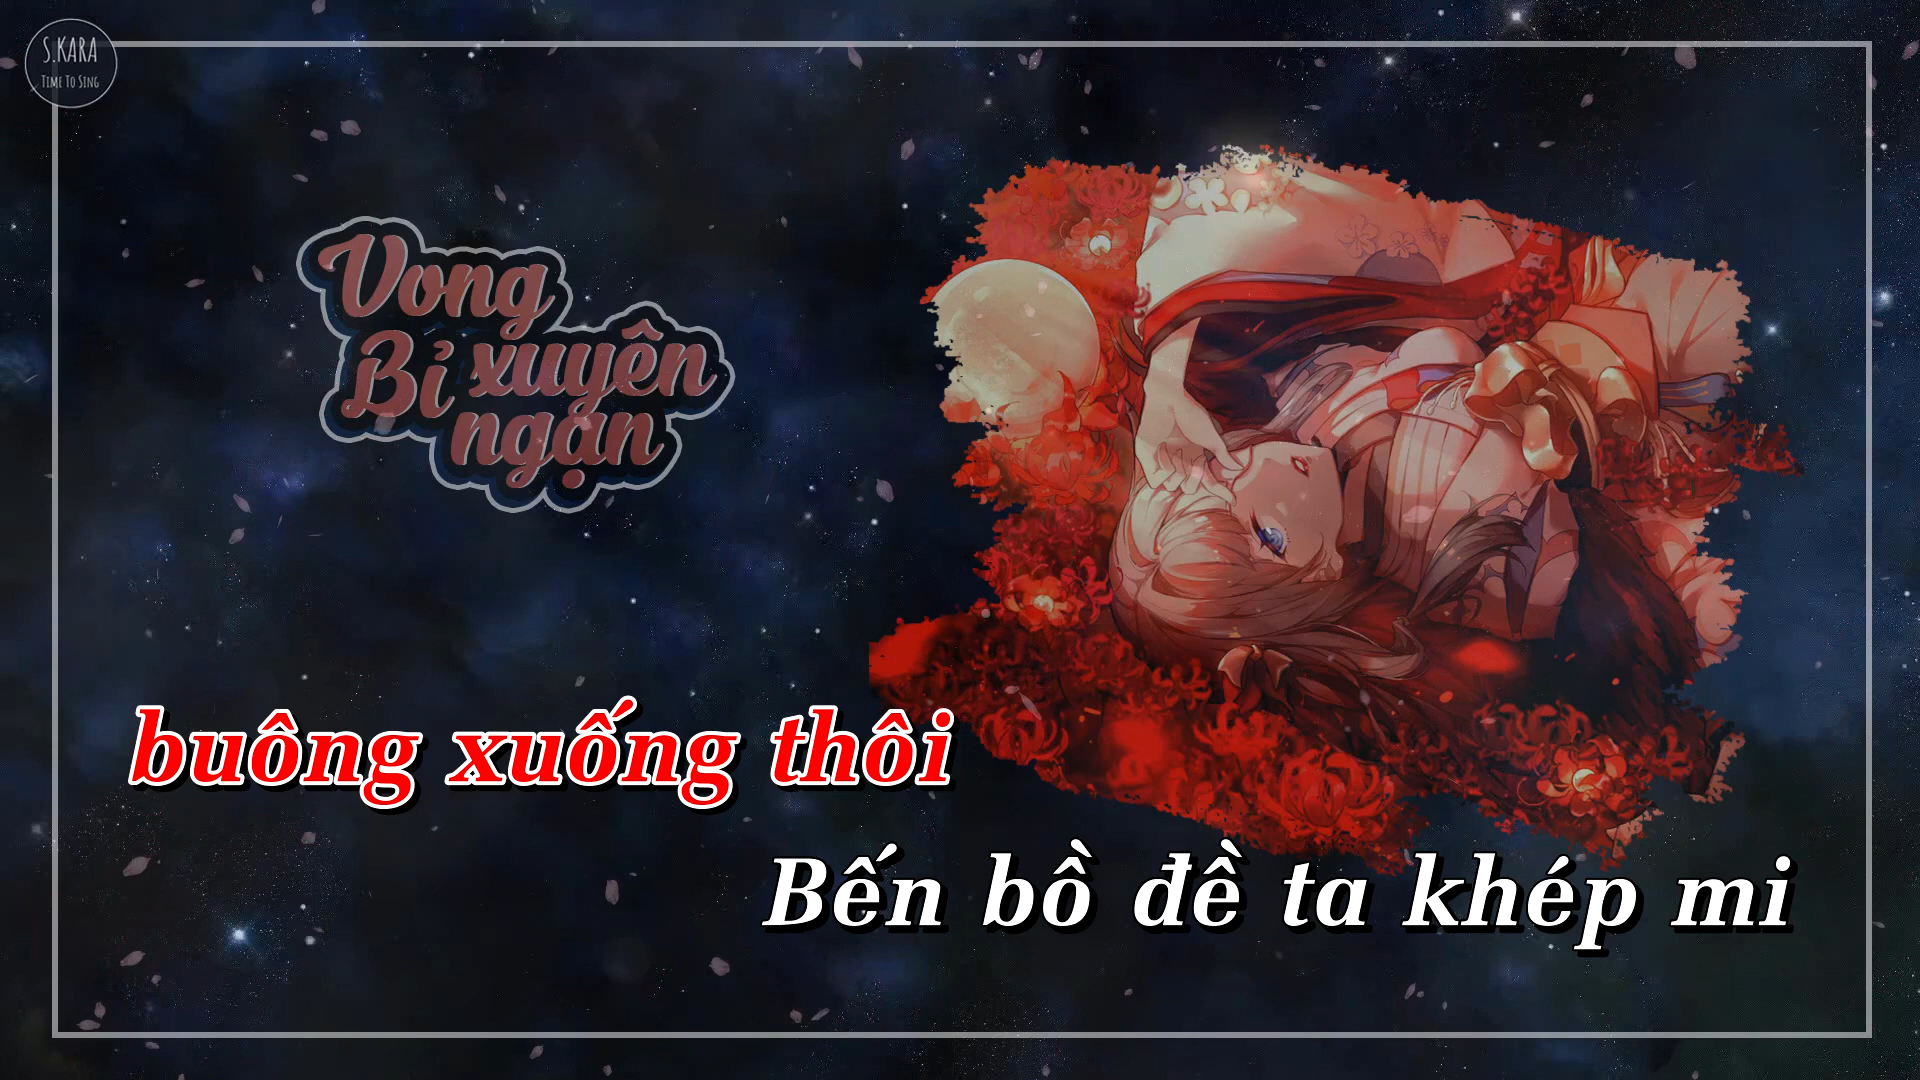 S.KARA
TIME TO SING
Vong
Bỉ xuyên
ngạn
buông xuống thôi
Bến bồ đề ta khép mi